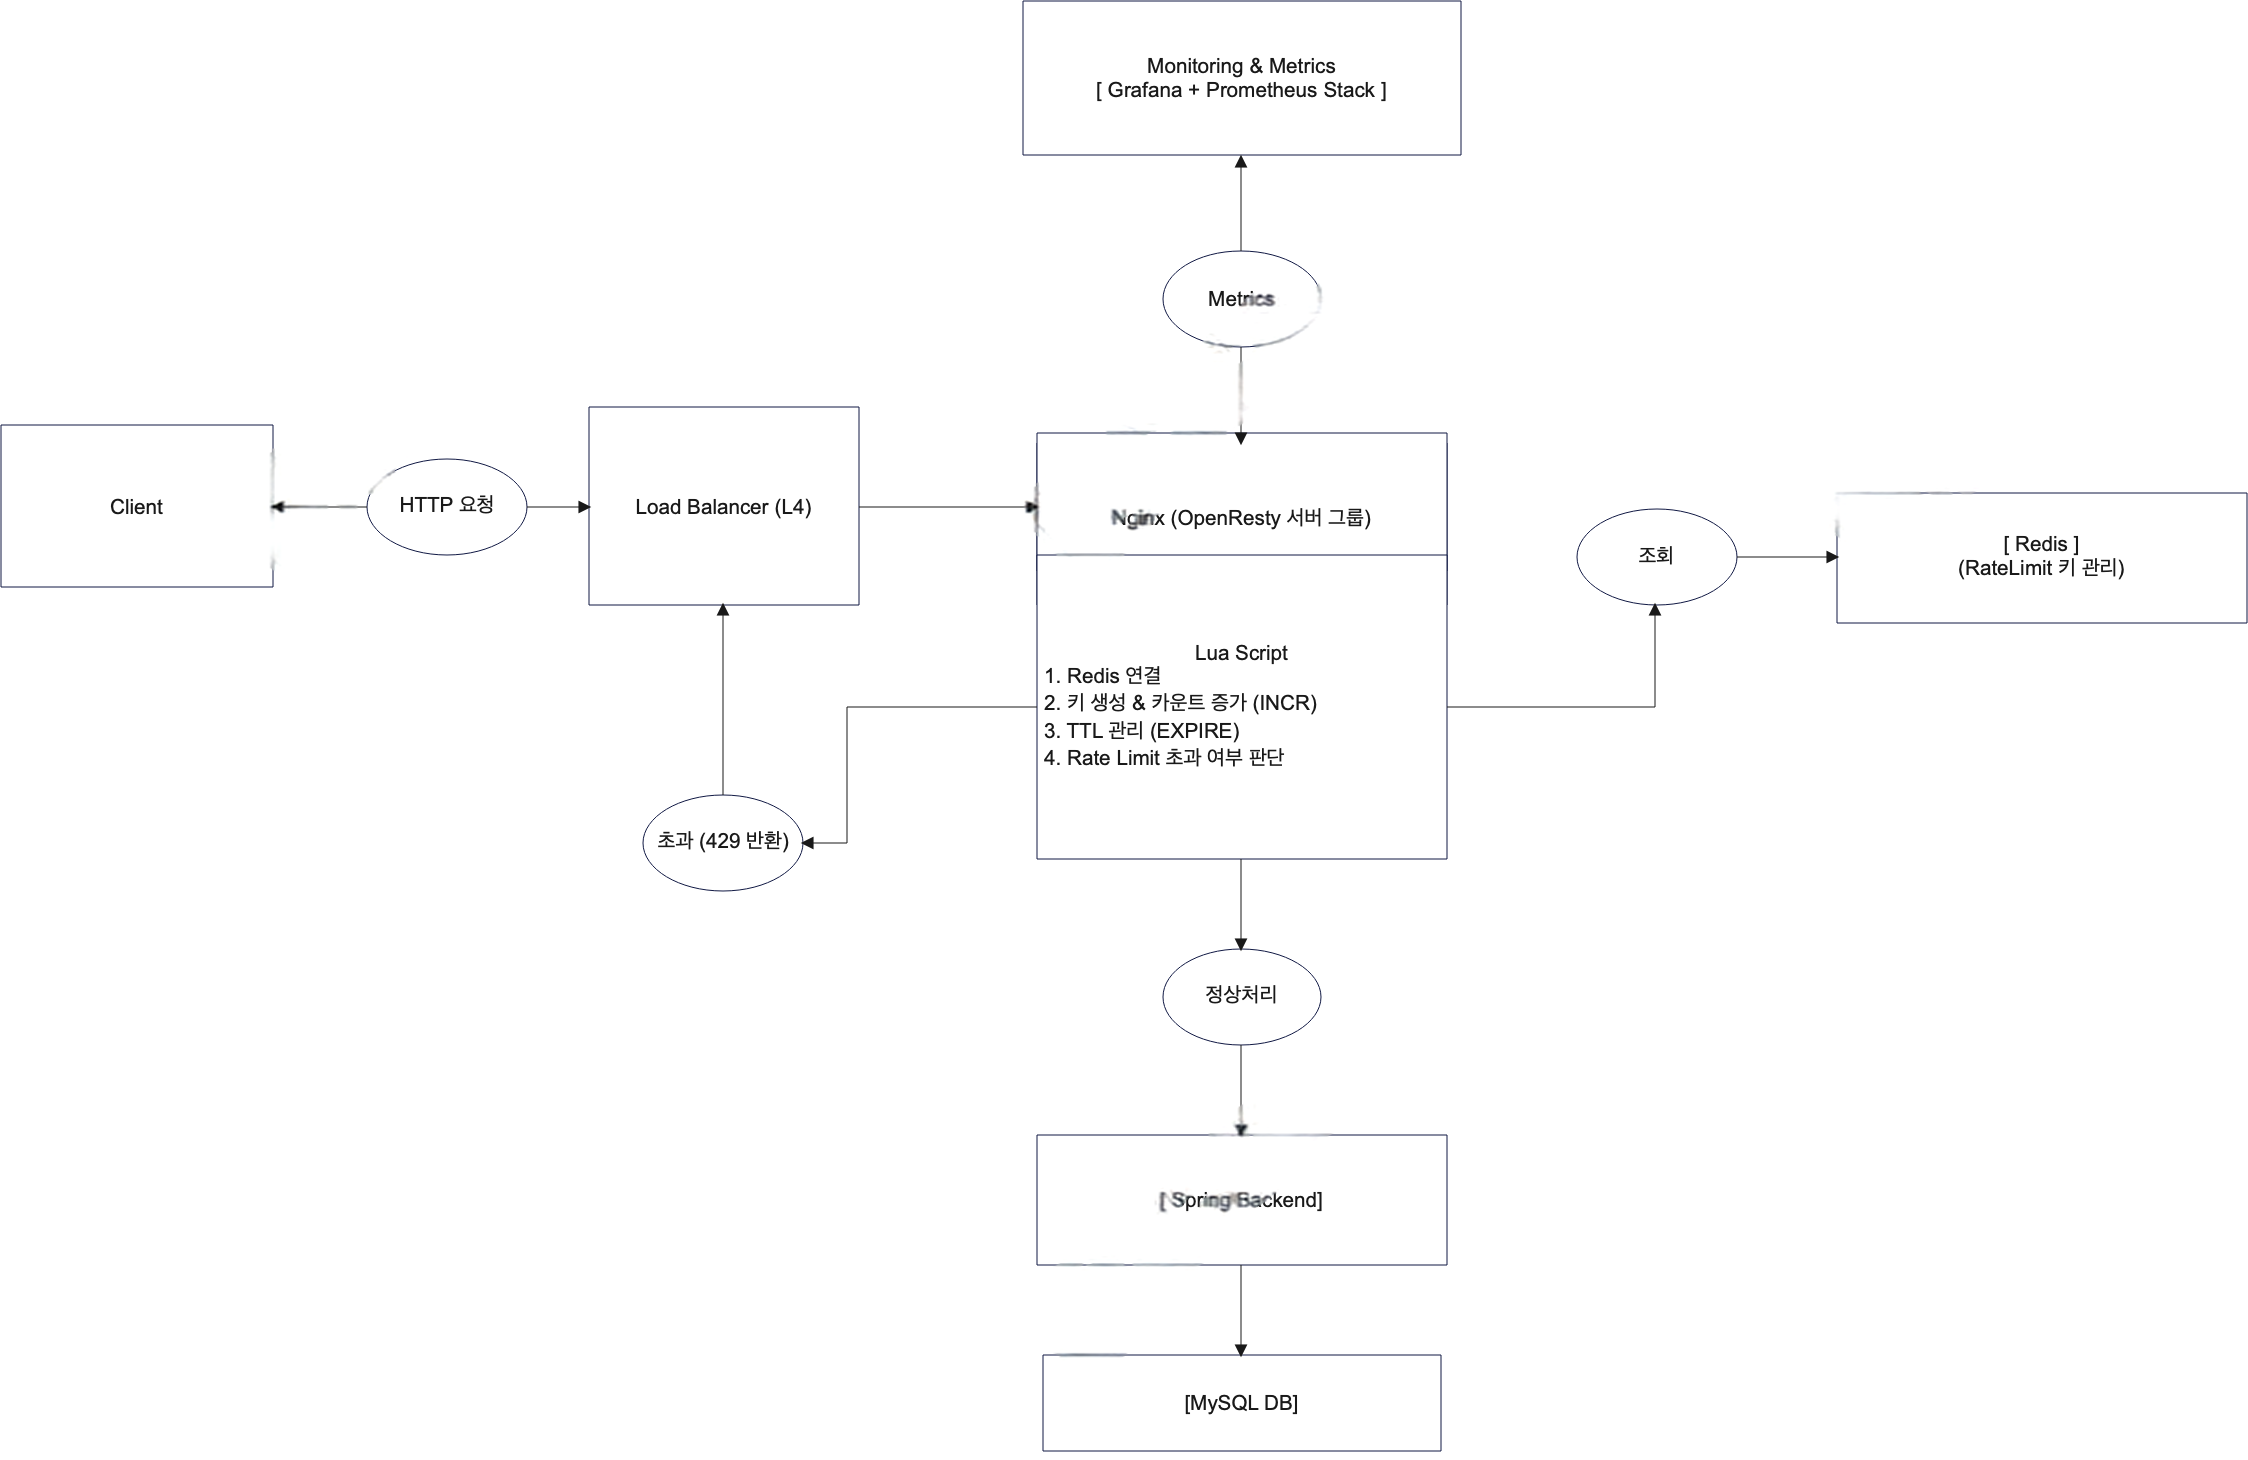 Monitoring & Metrics
[ Grafana + Prometheus Stack ]
Metrics
Client
HTTP 요청
Load Balancer (L4)
Nginx (OpenResty 서버 그룹)
조회
[ Redis ]
(RateLimit 키 관리)
Lua Script
1. Redis 연결
2. 키 생성 & 카운트 증가 (INCR)
3. TTL 관리 (EXPIRE)
4. Rate Limit 초과 여부 판단
초과 (429 반환)
정상처리
[ Spring Backend]
[MySQL DB]